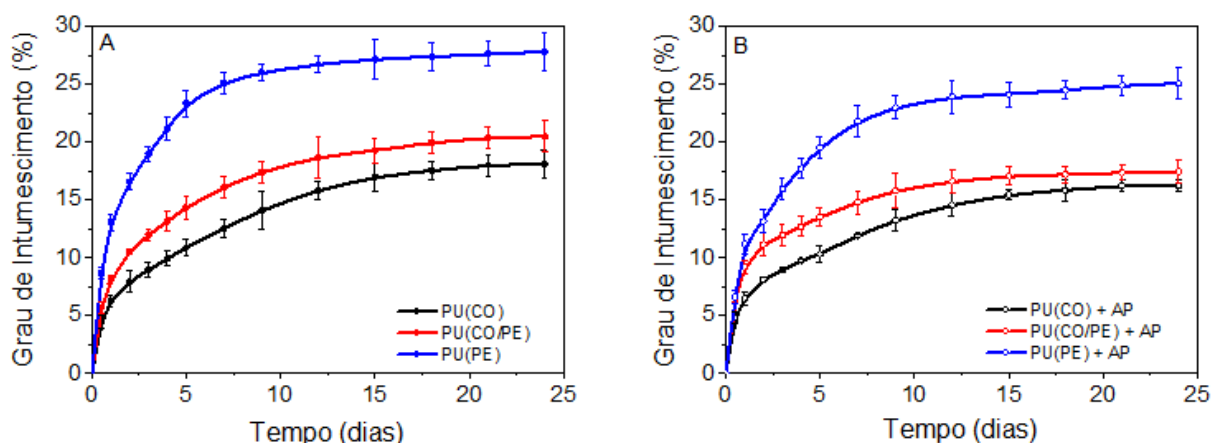 A
Grau de Intumescimento (%)
30
25
20
15
10
5
0
PU(CO)
PU(CO/PE)
PU(PE)
0 5 10 15 20 25
Tempo (dias)
B
Grau de Intumescimento (%)
30
25
20
15
10
5
0
PU(CO) + AP
PU(CO/PE) + AP
PU(PE) + AP
0 5 10 15 20 25
Tempo (dias)